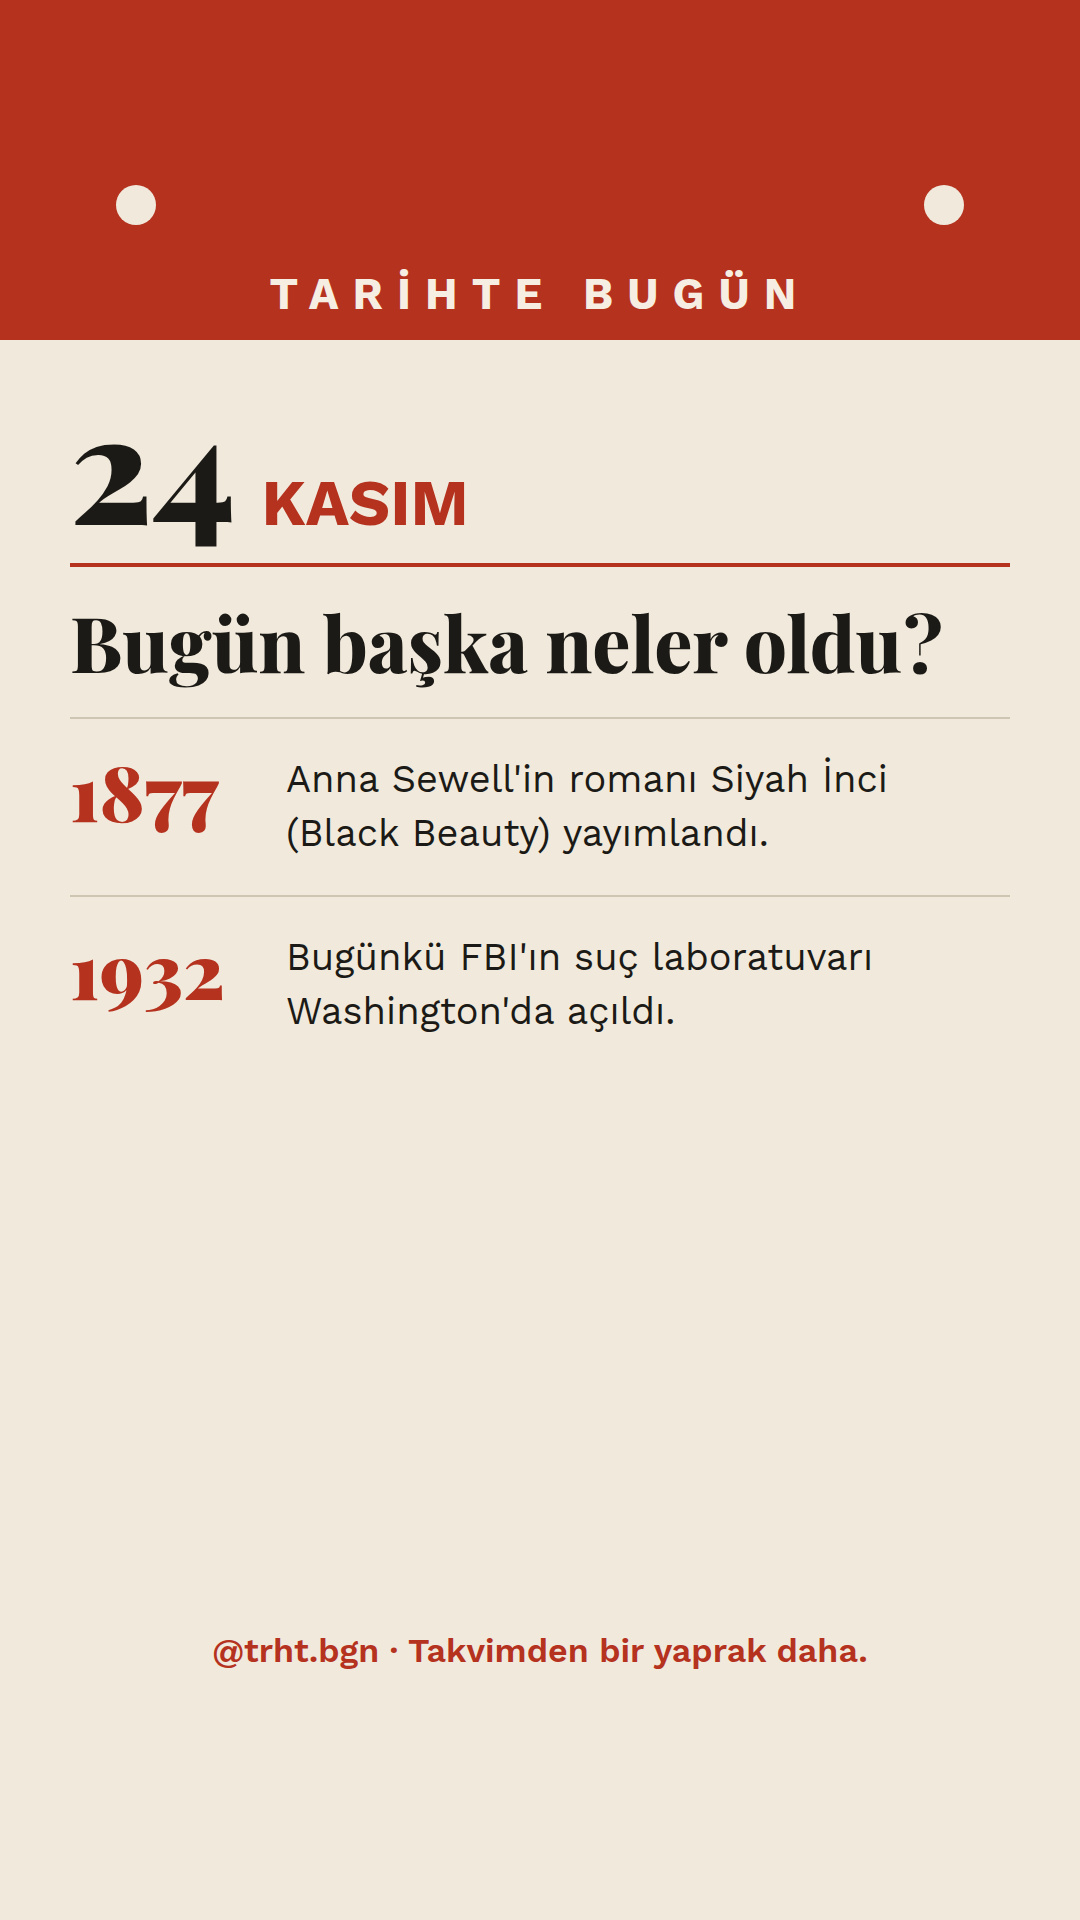 TARİHTE BUGÜN
24 KASIM
Bugün başka neler oldu?
1877
Anna Sewell'in romanı Siyah İnci
(Black Beauty) yayımlandı.
1932
Bugünkü FBI'ın suç laboratuvarı
Washington'da açıldı.
@trht.bgn · Takvimden bir yaprak daha.